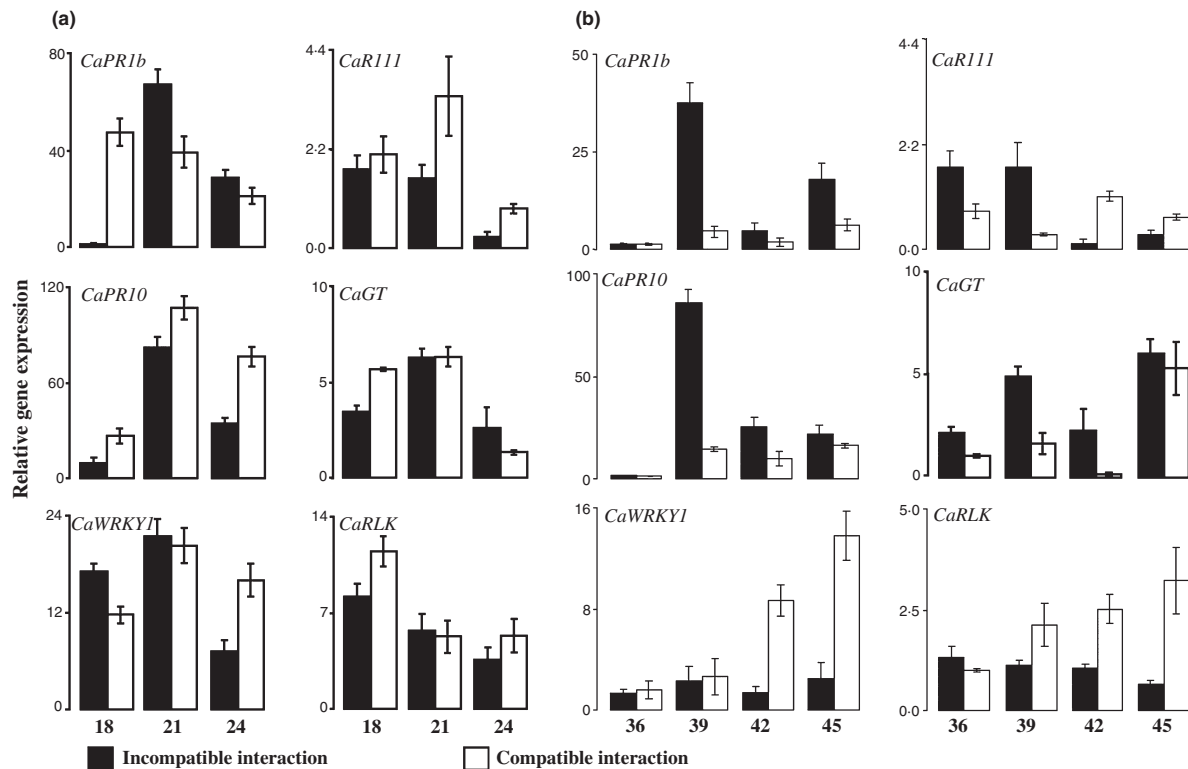 (a)
(b)
Relative gene expression
CaPR1b
80
40
0
CaR111
4·4
2·2
0·0
CaPR1b
50
25
0
CaR111
4·4
2·2
0·0
CaPR10
120
60
0
CaGT
10
5
0
CaPR10
100
50
0
CaGT
10
5
0
CaWRKY1
24
12
0
18 21 24
CaRLK
14
7
0
18 21 24
CaWRKY1
16
8
0
36 39 42 45
CaRLK
5·0
2·5
0·0
36 39 42 45
Incompatible interaction
Compatible interaction